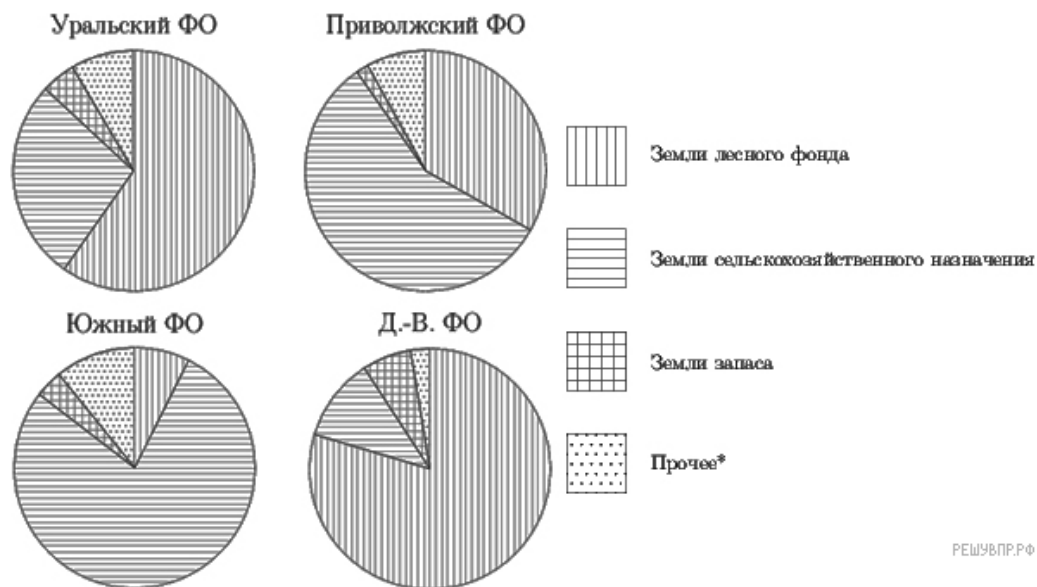 Уральский ФО
Приволжский ФО
Южный ФО
Д.-В. ФО
Земли лесного фонда
Земли сельскохозяйственного назначения
Земли запаса
Прочее*
РЕШУВПР.РФ